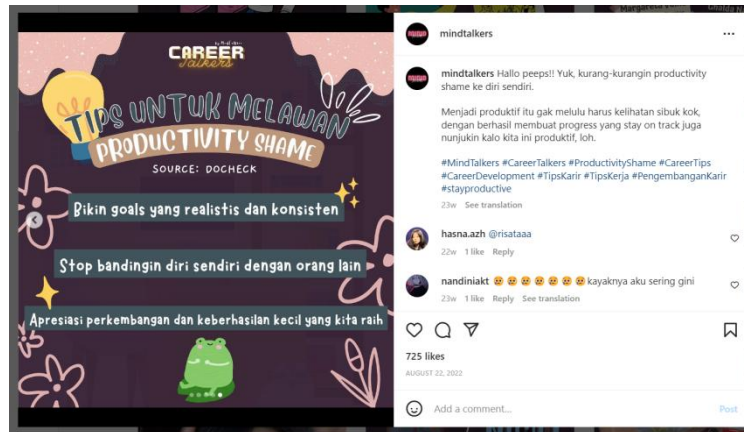 CAREER
Talkers
TIPS UNTUK MELAWAN
PRODUCTIVITY SHAME
SOURCE: DOCHECK
Bikin goals yang realistis dan konsisten
Stop bandingin diri sendiri dengan orang lain
Apresiasi perkembangan dan keberhasilan kecil yang kita raih
mindtalkers
mindtalkers Hallo peeps!! Yuk, kurang-kurangin productivity
shame ke diri sendiri.
Menjadi produktif itu gak melulu harus kelihatan sibuk kok,
dengan berhasil membuat progress yang stay on track juga
nunjukin kalo kita ini produktif, loh.
#MindTalkers #CareerTalkers #ProductivityShame #CareerTips
#CareerDevelopment #TipsKarir #TipsKerja #PengembanganKarir
#stayproductive
23w See translation
hasna.azh @risataaa
22w 1 like Reply
nandiniakt 😢😢😢😢😢😢😢 kayaknya aku sering gini
23w 1 like Reply See translation
725 likes
AUGUST 22, 2022
Add a comment...
Post